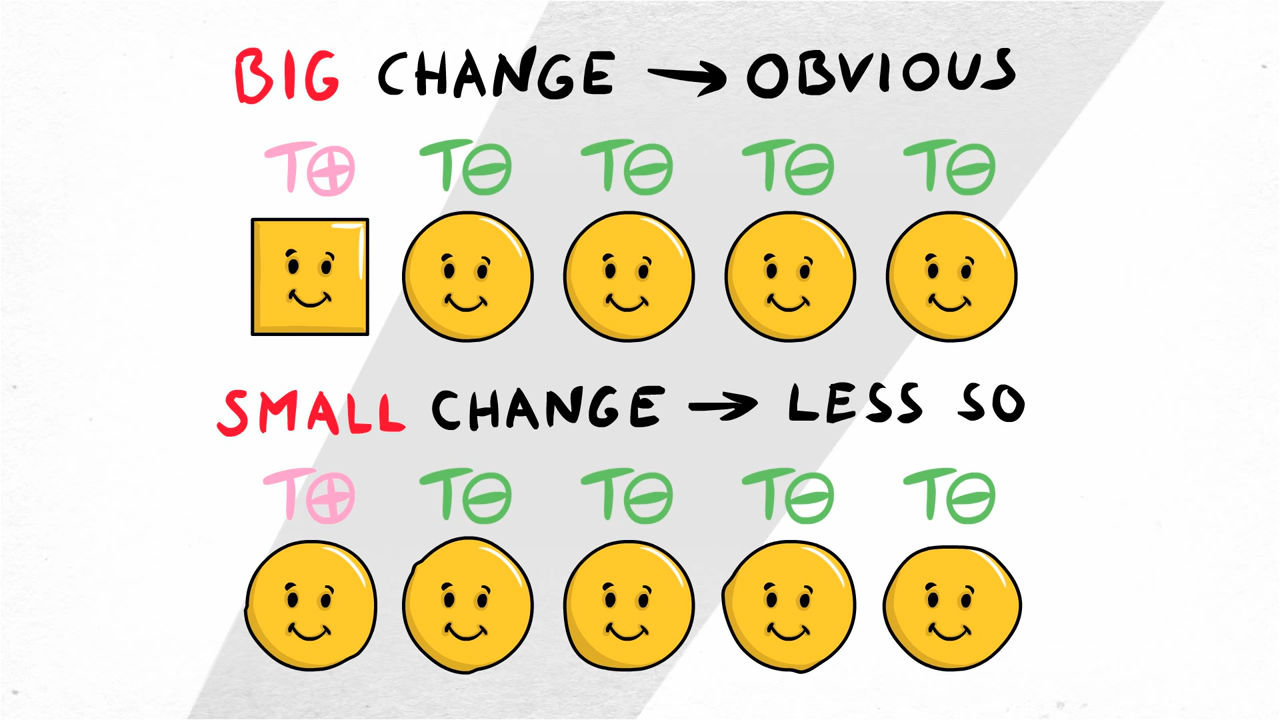 BIG CHANGE → OBVIOUS
T⊕ T⊖ T⊖ T⊖ T⊖
SMALL CHANGE → LESS SO
T⊕ T⊖ T⊖ T⊖ T⊖